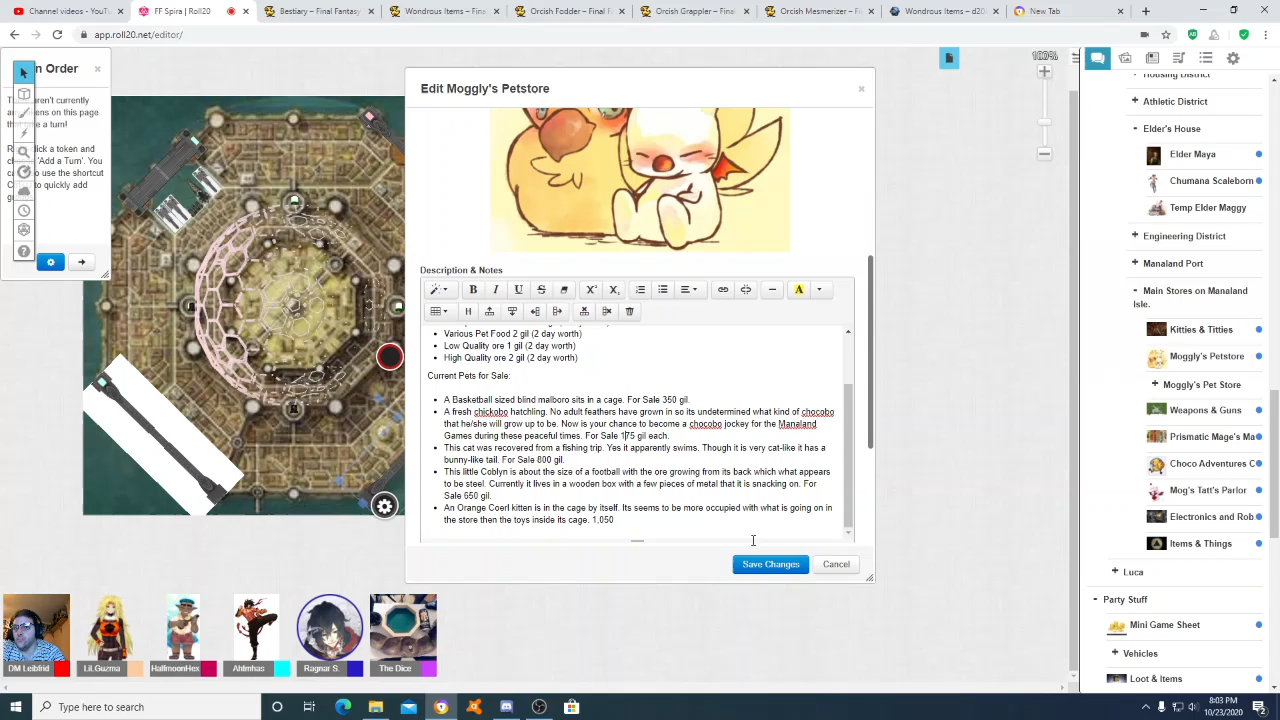 Channel videos - YouTu
FF Spira | Roll20
Bestiary – Final Fantasy
Wondrous Items – Final
Orcish Fodder – Final F
Orcish Grappler – Final
Orcish Mesmerizer – Fin
Wondrous Items – d20
New Tab
app.roll20.net/editor/
n Order
Edit Moggly's Petstore
100%
Description & Notes
Various Pet Food 2 gil (2 day worth)
Low Quality ore 1 gil (2 day worth)
High Quality ore 2 gil (2 day worth)
Current Pets for Sale:
A Basketball sized blind malboro sits in a cage. For Sale 350 gil.
A fresh chickobo hatchling. No adult feathers have grown in so its undetermined what kind of chocobo
that he/she will grow up to be. Now is your chance to become a chocobo jockey for the Manaland
Games during these peaceful times. For Sale 175 gil each.
This cat was recovered from a fishing trip. Yes it apparently swims. Though it is very cat-like it has a
bunny-like tail. For Sale 800 gil.
This little Coblyn is about the size of a football with the ore growing from its back which what appears
to be steel. Currently it lives in a wooden box with a few pieces of metal that it is snacking on. For
Sale 650 gil.
An Orange Coerl kitten is in the cage by itself. Its seems to be more occupied with what is going on in
the store then the toys inside its cage. 1,050
Save Changes
Cancel
Housing District
Athletic District
Elder's House
Elder Maya
Chumana Scaleborn
Temp Elder Maggy
Engineering District
Manaland Port
Main Stores on Manaland
Isle.
Kitties & Titties
Moggly's Petstore
Moggly's Pet Store
Weapons & Guns
Prismatic Mage's Ma
Choco Adventures C
Mog's Tatt's Parlor
Electronics and Rob
Items & Things
Luca
Party Stuff
Mini Game Sheet
Vehicles
Loot & Items
DM Leibfrid
LiL.Guzma
HalfmoonHex
Ahlmhas
Ragnar S.
The Dice
Type here to search
8:03 PM
10/23/2020